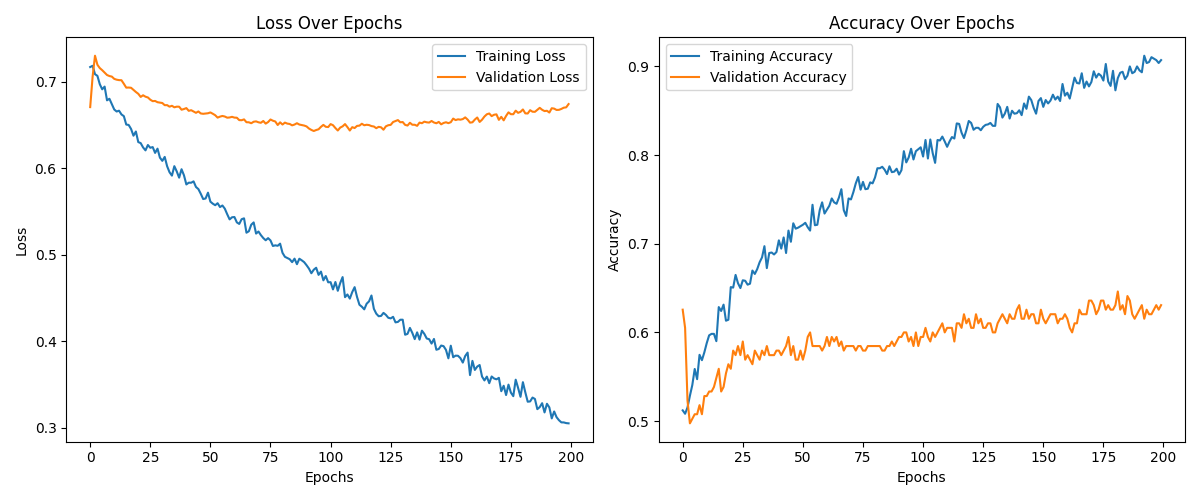 Loss Over Epochs
Training Loss
Validation Loss
0.7
0.6
0.5
0.4
0.3
Loss
0 25 50 75 100 125 150 175 200
Epochs
Accuracy Over Epochs
Training Accuracy
Validation Accuracy
0.9
0.8
0.7
0.6
0.5
Accuracy
0 25 50 75 100 125 150 175 200
Epochs